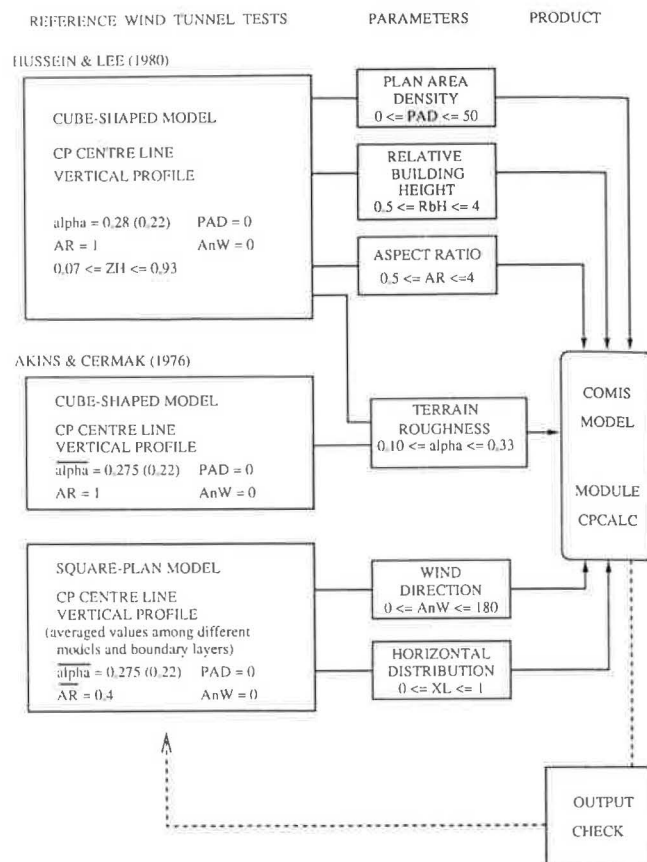 REFERENCE WIND TUNNEL TESTS PARAMETERS PRODUCT
HUSSEIN & LEE (1980)
CUBE-SHAPED MODEL
CP CENTRE LINE
VERTICAL PROFILE
alpha = 0.28 (0.22) PAD = 0
AR = 1 AnW = 0
0.07 <= ZH <= 0.93
PLAN AREA
DENSITY
0 <= PAD <= 50
RELATIVE
BUILDING
HEIGHT
0.5 <= RbH <= 4
ASPECT RATIO
0.5 <= AR <=4
AKINS & CERMAK (1976)
CUBE-SHAPED MODEL
CP CENTRE LINE
VERTICAL PROFILE
alpha = 0.275 (0.22) PAD = 0
AR = 1 AnW = 0
TERRAIN
ROUGHNESS
0.10 <= alpha <= 0.33
COMIS
MODEL
MODULE
CPCALC
SQUARE-PLAN MODEL
CP CENTRE LINE
VERTICAL PROFILE
(averaged values among different
models and boundary layers)
alpha = 0.275 (0.22) PAD = 0
AR = 0.4 AnW = 0
WIND
DIRECTION
0 <= AnW <= 180
HORIZONTAL
DISTRIBUTION
0 <= XL <= 1
OUTPUT
CHECK